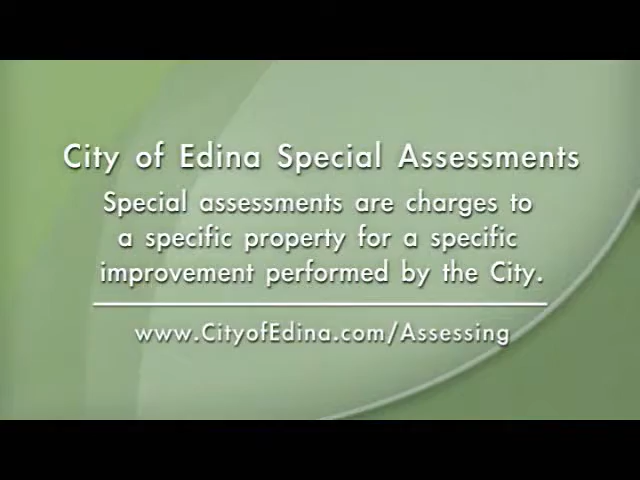 City of Edina Special Assessments
Special assessments are charges to
a specific property for a specific
improvement performed by the City.
www.CityofEdina.com/Assessing